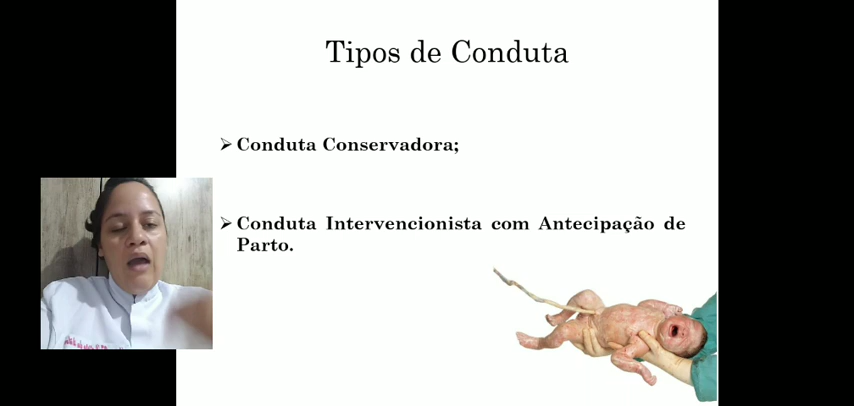 Tipos de Conduta
➢ Conduta Conservadora;
➢ Conduta Intervencionista com Antecipação de
Parto.